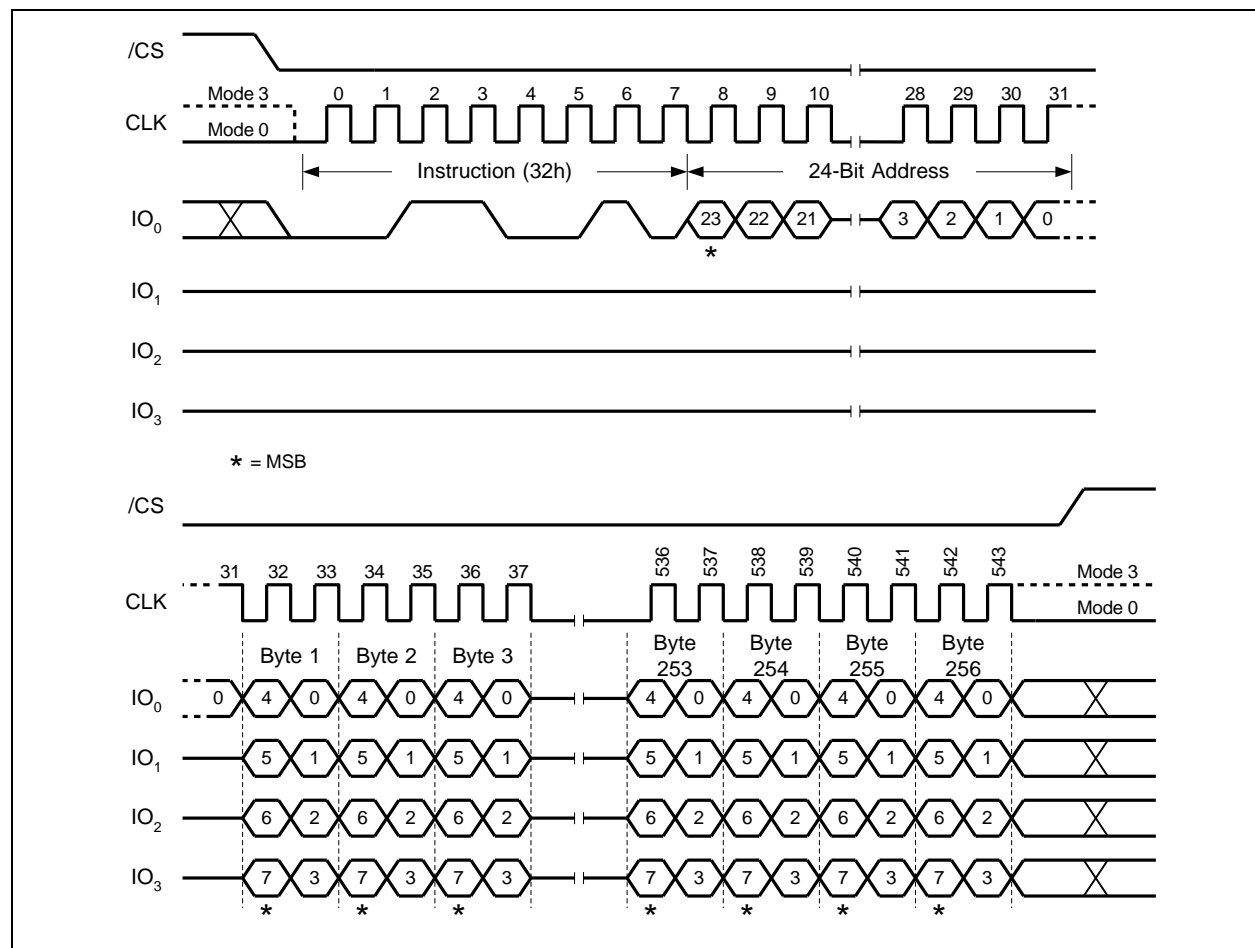 /CS
Mode 3 0 1 2 3 4 5 6 7 8 9 10 28 29 30 31
CLK
Mode 0
Instruction (32h) 24-Bit Address
IO0 23 22 21 3 2 1 0
*
IO1
IO2
IO3
* = MSB
/CS
31 32 33 34 35 36 37 536 537 538 539 540 541 542 543 Mode 3
CLK
Mode 0
Byte 1 Byte 2 Byte 3 Byte 253 Byte 254 Byte 255 Byte 256
IO0 0 4 0 4 0 4 0 4 0 4 0 4 0 4 0
IO1 5 1 5 1 5 1 5 1 5 1 5 1 5 1
IO2 6 2 6 2 6 2 6 2 6 2 6 2 6 2
IO3 7 3 7 3 7 3 7 3 7 3 7 3 7 3
* * * * * * *